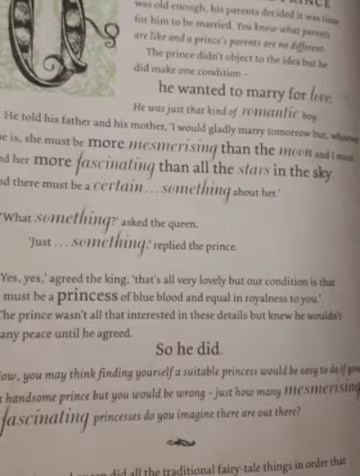 PRINCE
was old enough, his parents decided it was time
for him to be married. You know what parents
are like and a prince's parents are no different.
The prince didn't object to the idea but he
did make one condition –
he wanted to marry for love.
He was just that kind of romantic boy.
He told his father and his mother, 'I would gladly marry tomorrow but, whoever
she is, she must be more mesmerising than the moon and I must
find her more fascinating than all the stars in the sky.
And there must be a certain... something about her.'
'What something?' asked the queen.
'Just... something,' replied the prince.
'Yes, yes,' agreed the king, 'that's all very lovely but our condition is that
must be a princess of blue blood and equal in royalness to you.'
The prince wasn't all that interested in these details but knew he wouldn't
any peace until he agreed.
So he did.
Now, you may think finding yourself a suitable princess would be easy to do if you
handsome prince but you would be wrong – just how many mesmerising
fascinating princesses do you imagine there are out there?
did all the traditional fairy-tale things in order that